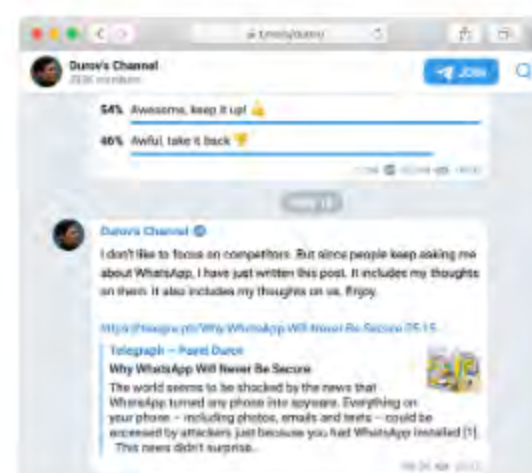 Durov's Channel
JOIN
54% Awesome, keep it up! 👍
46% Awful, take it back 👎
Durov's Channel
I don't like to focus on competitors. But since people keep asking me
about WhatsApp, I have just written this post. It includes my thoughts
on them. It also includes my thoughts on us. Enjoy.
Telegraph – Pavel Durov
Why WhatsApp Will Never Be Secure
The world seems to be shocked by the news that
WhatsApp turned any phone into spyware. Everything on
your phone – including photos, emails and texts – could be
accessed by attackers just because you had WhatsApp installed [1].
This news didn't surprise